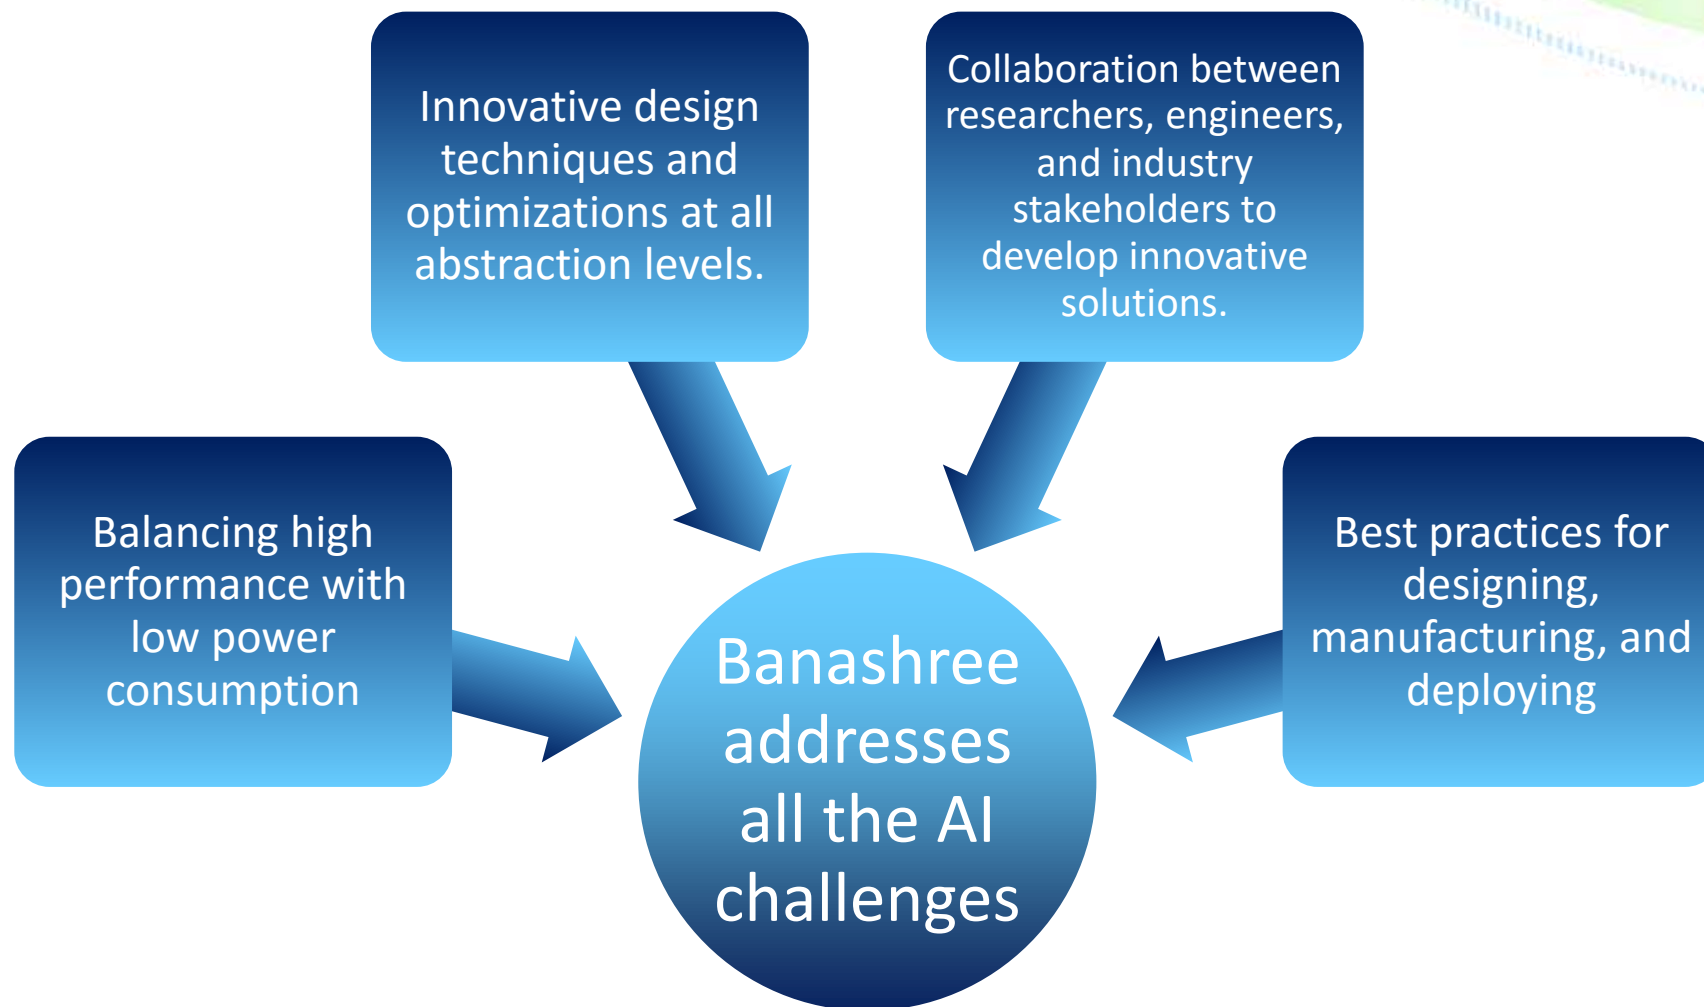 Innovative design
techniques and
optimizations at all
abstraction levels.
Collaboration between
researchers, engineers,
and industry
stakeholders to
develop innovative
solutions.
Balancing high
performance with
low power
consumption
Best practices for
designing,
manufacturing, and
deploying
Banashree
addresses
all the AI
challenges